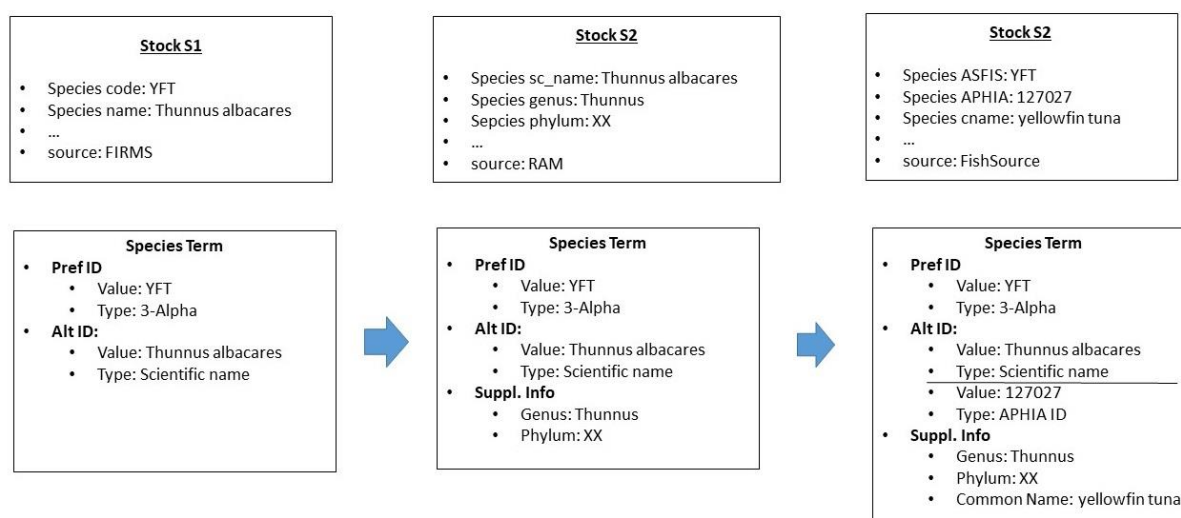 Stock S1
• Species code: YFT
• Species name: Thunnus albacares
• ...
• source: FIRMS
Stock S2
• Species sc_name: Thunnus albacares
• Species genus: Thunnus
• Sepcies phylum: XX
• ...
• source: RAM
Stock S2
• Species ASFIS: YFT
• Species APHIA: 127027
• Species cname: yellowfin tuna
• ...
• source: FishSource
Species Term
• Pref ID
• Value: YFT
• Type: 3-Alpha
• Alt ID:
• Value: Thunnus albacares
• Type: Scientific name
Species Term
• Pref ID
• Value: YFT
• Type: 3-Alpha
• Alt ID:
• Value: Thunnus albacares
• Type: Scientific name
• Suppl. Info
• Genus: Thunnus
• Phylum: XX
Species Term
• Pref ID
• Value: YFT
• Type: 3-Alpha
• Alt ID:
• Value: Thunnus albacares
• Type: Scientific name
• Value: 127027
• Type: APHIA ID
• Suppl. Info
• Genus: Thunnus
• Phylum: XX
• Common Name: yellowfin tuna